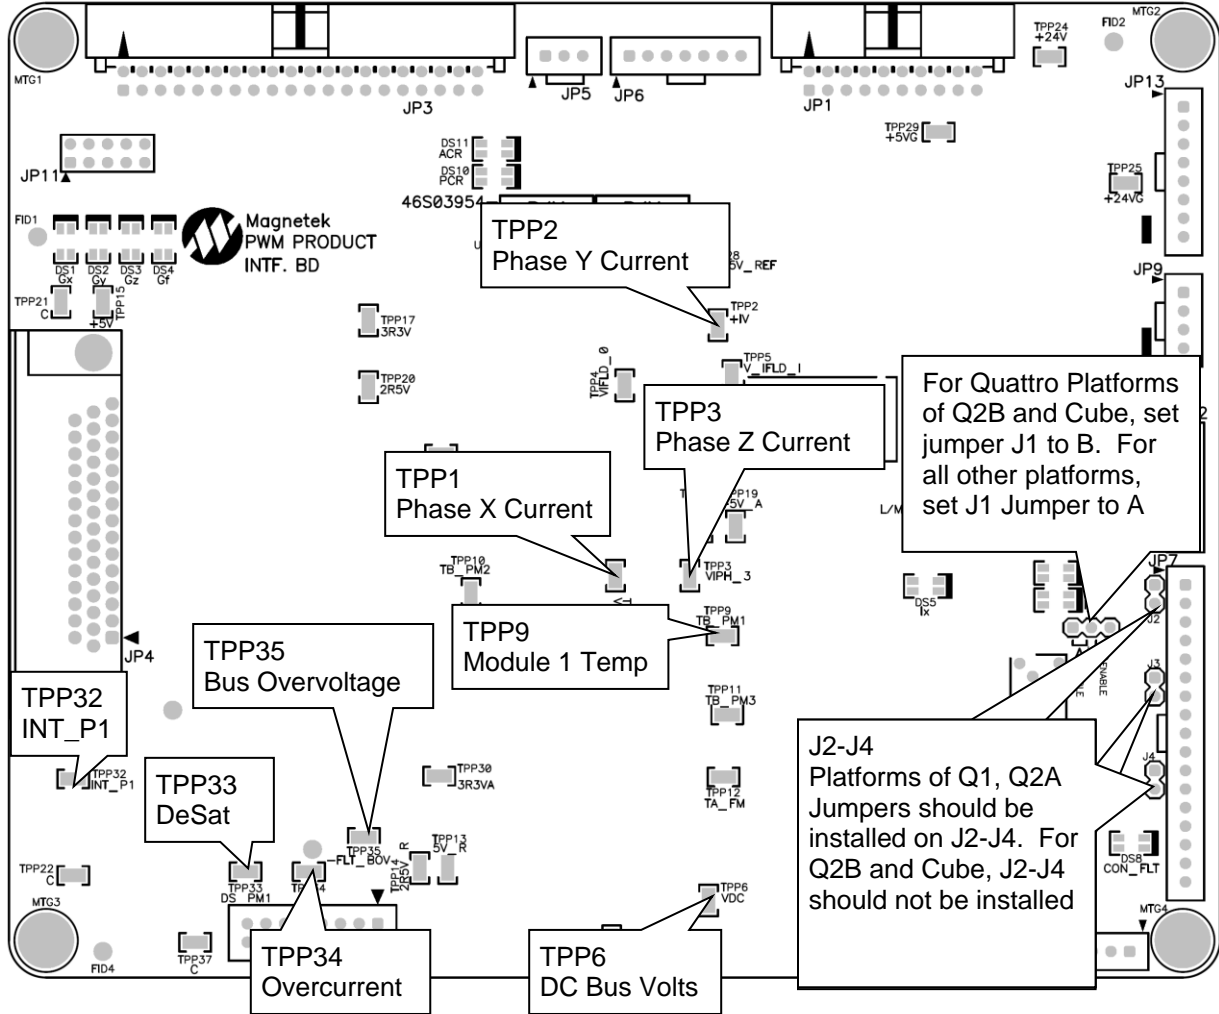 MTG1
JP3
JP5
JP6
JP1
TPP24
+24V
FID2
MTG2
JP13
TPP29
+5VG
TPP25
+24VG
JP11
DS11
ACR
DS10
PCR
46S03954
FID1
Magnetek
PWM PRODUCT
INTF. BD
DS1
Gx
DS2
Gy
DS3
Gz
DS4
Gf
TPP21
C
TPP15
+5V
TPP2
Phase Y Current
5V_REF
JP9
TPP17
3R3V
TPP2
+IV
TPP20
2R5V
TPP4
VIFLD_0
TPP5
V_IFLD_I
For Quattro Platforms
of Q2B and Cube, set
jumper J1 to B. For
all other platforms,
set J1 Jumper to A
TPP3
Phase Z Current
TPP1
Phase X Current
TPP19
5V_A
L/M
TPP10
TB_PM2
TPP3
VIPH_3
JP7
DS5
Ix
J2
TPP9
TB_PM1
TPP9
Module 1 Temp
JP4
TPP35
Bus Overvoltage
A
ENABLE
J3
TPP32
INT_P1
TPP11
TB_PM3
J2-J4
Platforms of Q1, Q2A
Jumpers should be
installed on J2-J4. For
Q2B and Cube, J2-J4
should not be installed
J4
TPP32
INT_P1
TPP33
DeSat
TPP30
3R3VA
TPP12
TA_FM
TPP35
-FLT_BOV
TPP13
5V_R
TPP14
2R5V_R
DS8
CON_FLT
TPP22
C
TPP33
DS_PM1
TPP6
VDC
MTG3
MTG4
FID4
TPP37
C
TPP34
Overcurrent
TPP6
DC Bus Volts